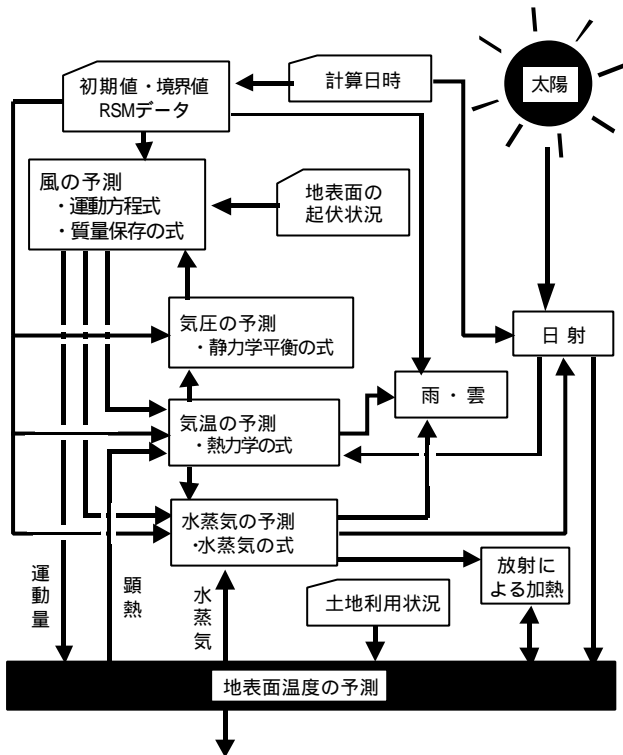 初期値・境界値
RSMデータ
計算日時
太陽
風の予測
・運動方程式
・質量保存の式
地表面の
起伏状況
気圧の予測
・静力学平衡の式
日射
雨・雲
気温の予測
・熱力学の式
水蒸気の予測
・水蒸気の式
運動量
顕熱
水蒸気
土地利用状況
放射に
よる加熱
地表面温度の予測